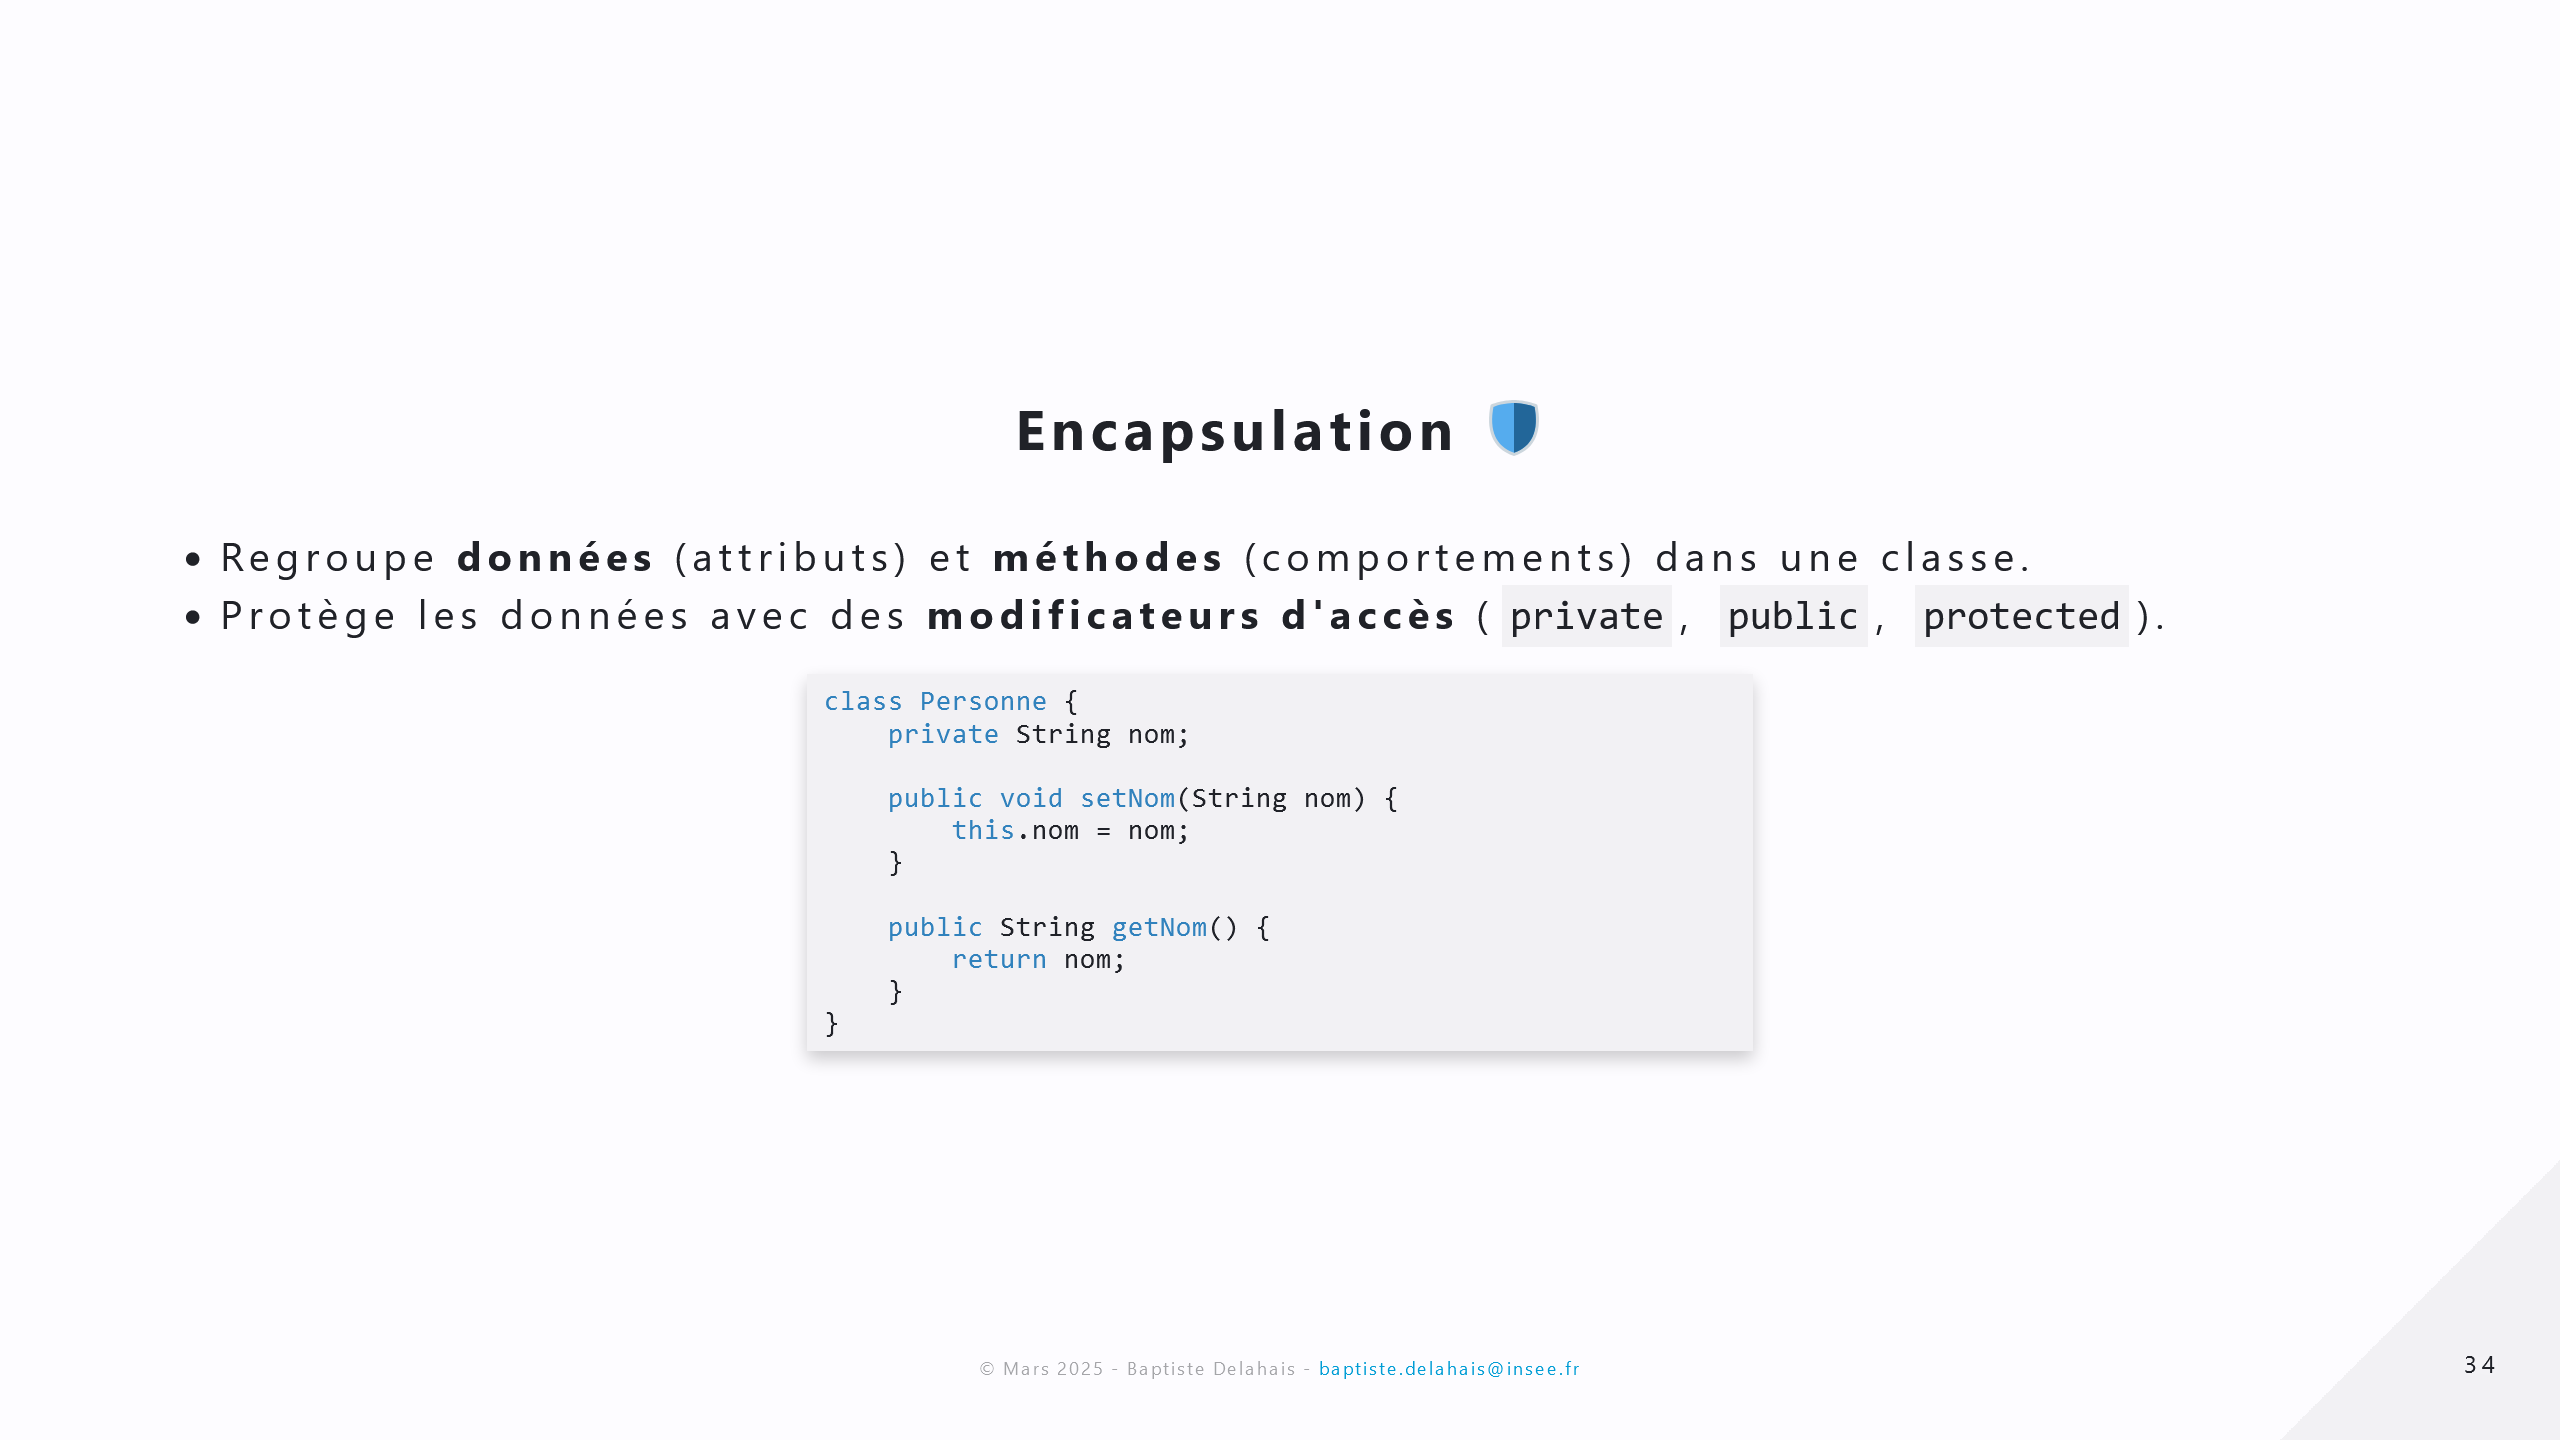 Encapsulation 🛡️
• Regroupe données (attributs) et méthodes (comportements) dans une classe.
• Protège les données avec des modificateurs d'accès ( private, public, protected ).
class Personne {
    private String nom;

    public void setNom(String nom) {
        this.nom = nom;
    }

    public String getNom() {
        return nom;
    }
}
© Mars 2025 - Baptiste Delahais - baptiste.delahais@insee.fr
34